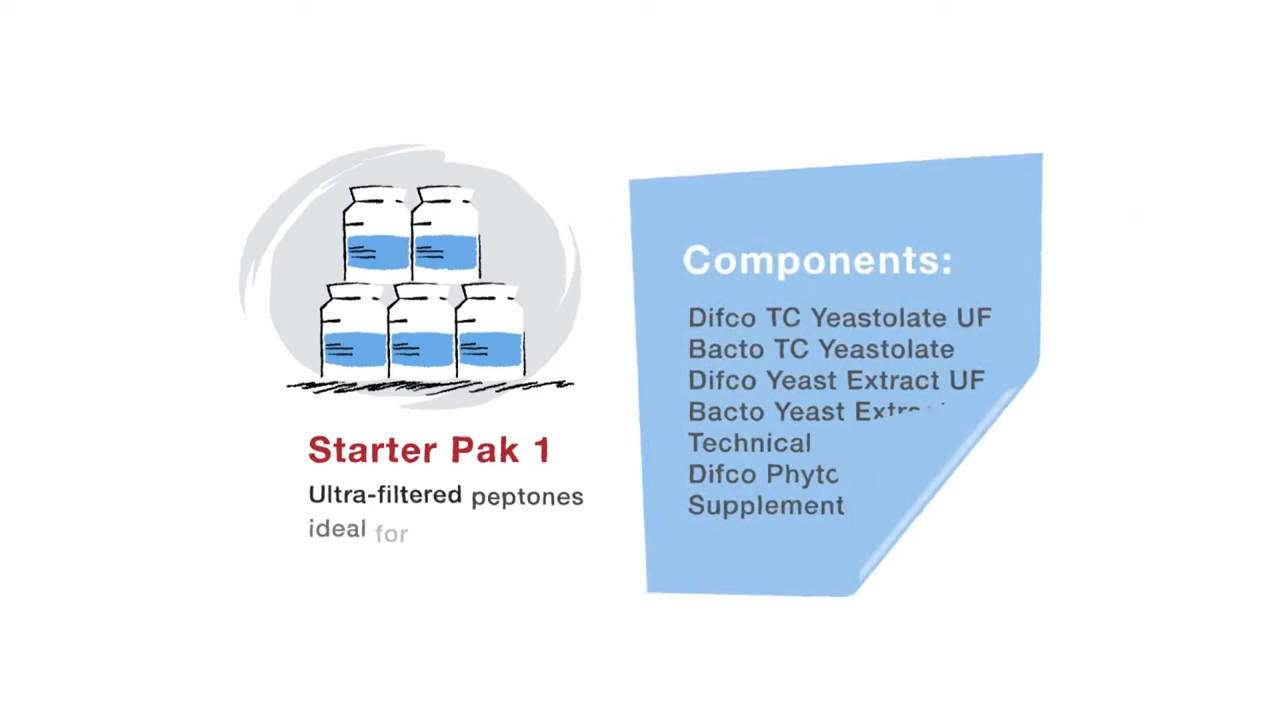 Starter Pak 1
Ultra-filtered peptones
ideal for
Components:
Difco TC Yeastolate UF
Bacto TC Yeastolate
Difco Yeast Extract UF
Bacto Yeast
Technical
Difco
Supplement